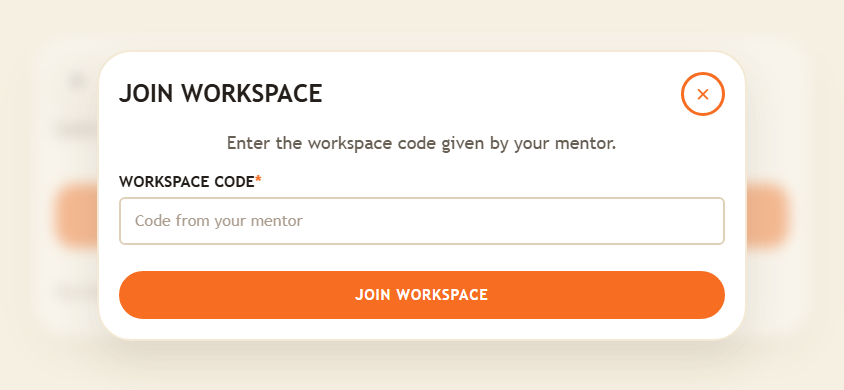 JOIN WORKSPACE
Enter the workspace code given by your mentor.
WORKSPACE CODE*
Code from your mentor
JOIN WORKSPACE